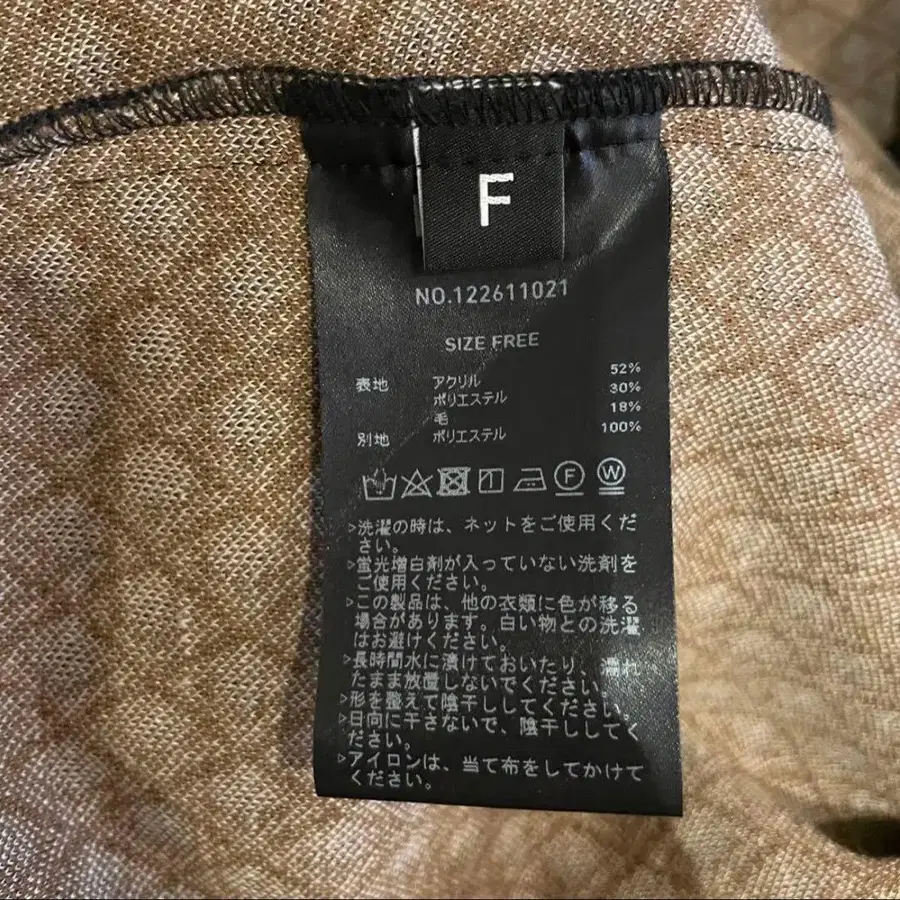 F
NO.122611021
SIZE FREE
表地 アクリル 52%
ポリエステル 30%
毛 18%
別地 ポリエステル 100%
F W
>洗濯の時は、ネットをご使用くだ
さい。
>蛍光増白剤が入っていない洗剤を
ご使用ください。
>この製品は、他の衣類に色が移る
場合があります。白い物との洗濯
はお避けください。
>長時間水に漬けておいたり、濡れ
たまま放置しないでください。
>形を整えて陰干ししてください。
>日向に干さないで、陰干ししてく
ださい。
>アイロンは、当て布をしてかけて
ください。